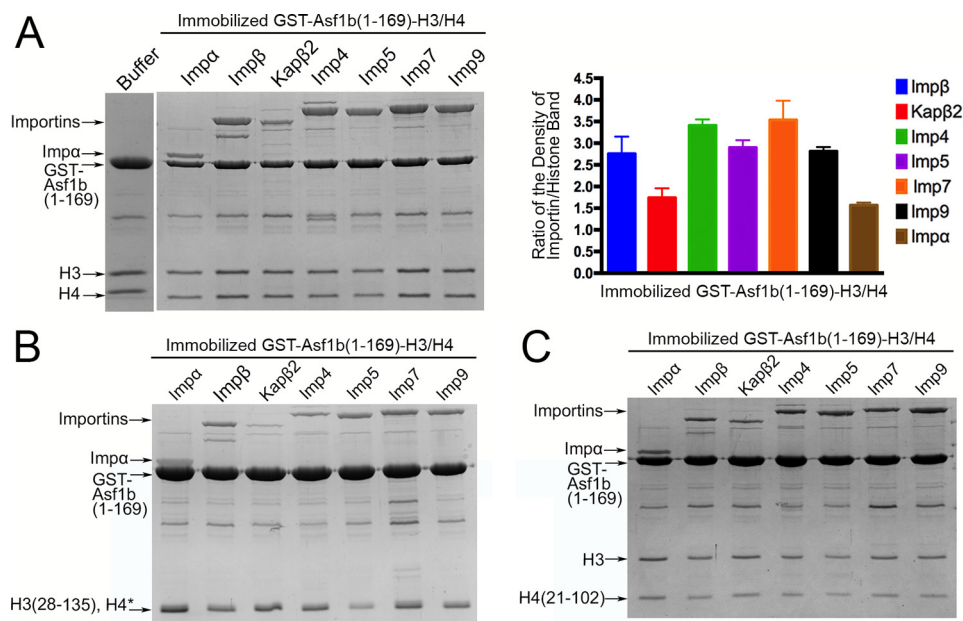 A
Immobilized GST-Asf1b(1-169)-H3/H4
Buffer
Impα
Impβ
Kapβ2
Imp4
Imp5
Imp7
Imp9
Importins
Impα
GST-
Asf1b
(1-169)
H3
H4
Ratio of the Density of
Importin/Histone Band
4.5
4.0
3.5
3.0
2.5
2.0
1.5
1.0
0.5
0.0
Immobilized GST-Asf1b(1-169)-H3/H4
Impβ
Kapβ2
Imp4
Imp5
Imp7
Imp9
Impα
B
Immobilized GST-Asf1b(1-169)-H3/H4
Impα
Impβ
Kapβ2
Imp4
Imp5
Imp7
Imp9
Importins
Impα
GST-
Asf1b
(1-169)
H3(28-135), H4*
C
Immobilized GST-Asf1b(1-169)-H3/H4
Impα
Impβ
Kapβ2
Imp4
Imp5
Imp7
Imp9
Importins
Impα
GST-
Asf1b
(1-169)
H3
H4(21-102)